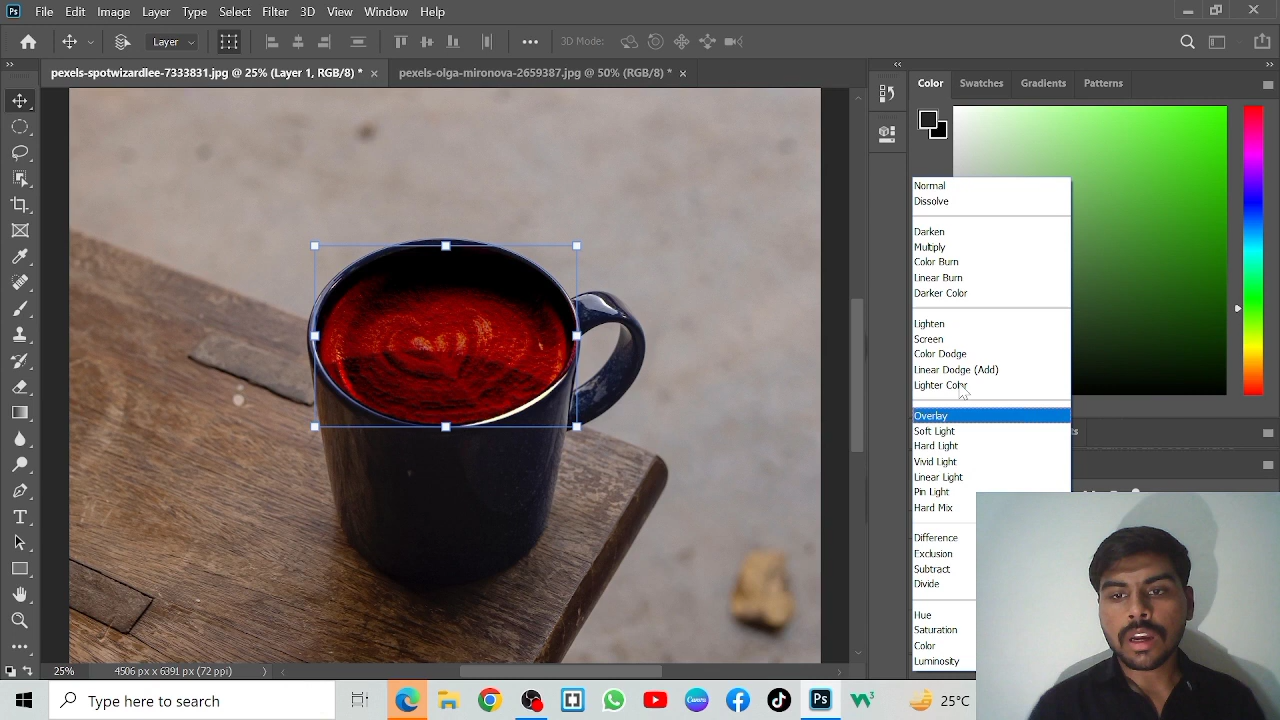 Ps File Edit Image Layer Type Select Filter 3D View Window Help
Layer 3D Mode:
pexels-spotwizardlee-7333831.jpg @ 25% (Layer 1, RGB/8) * × pexels-olga-mironova-2659387.jpg @ 50% (RGB/8) * ×
Color Swatches Gradients Patterns
Normal
Dissolve
Darken
Multiply
Color Burn
Linear Burn
Darker Color
Lighten
Screen
Color Dodge
Linear Dodge (Add)
Lighter Color
Overlay
Soft Light
Hard Light
Vivid Light
Linear Light
Pin Light
Hard Mix
Difference
Exclusion
Subtract
Divide
Hue
Saturation
Color
Luminosity
25% 4506 px x 6391 px (72 ppi)
Type here to search
Canva
Ps
W3
25°C